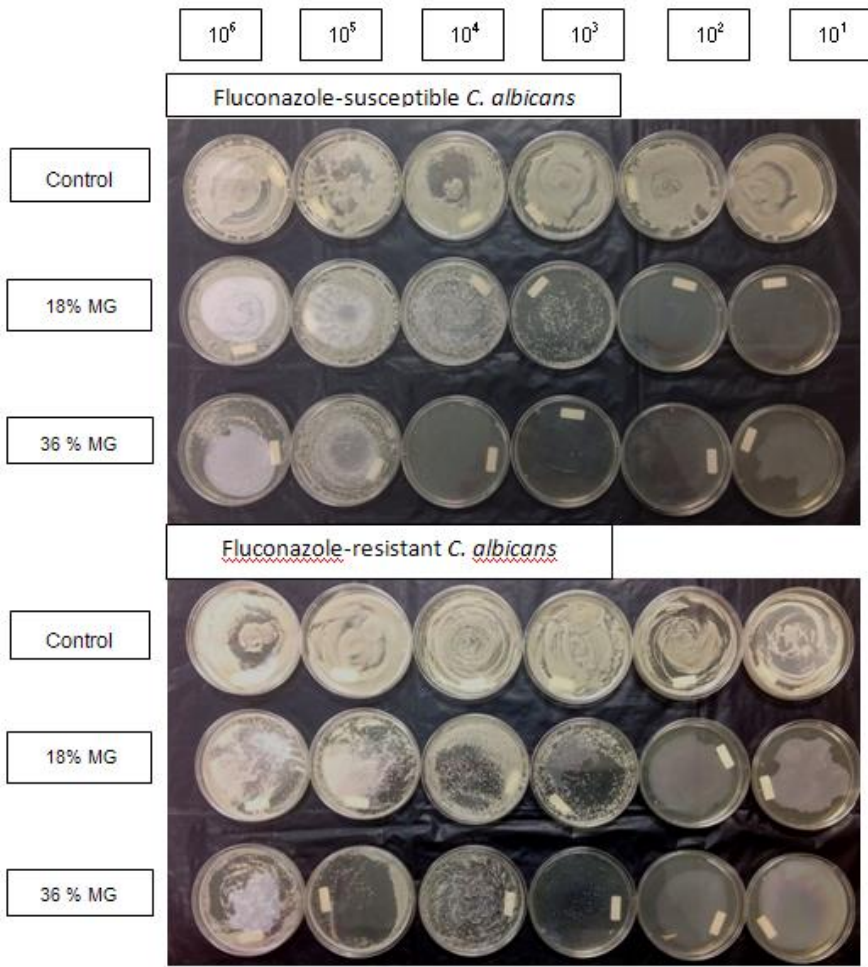 10⁶ 10⁵ 10⁴ 10³ 10² 10¹
Fluconazole-susceptible C. albicans
Control
18% MG
36 % MG
Fluconazole-resistant C. albicans
Control
18% MG
36 % MG